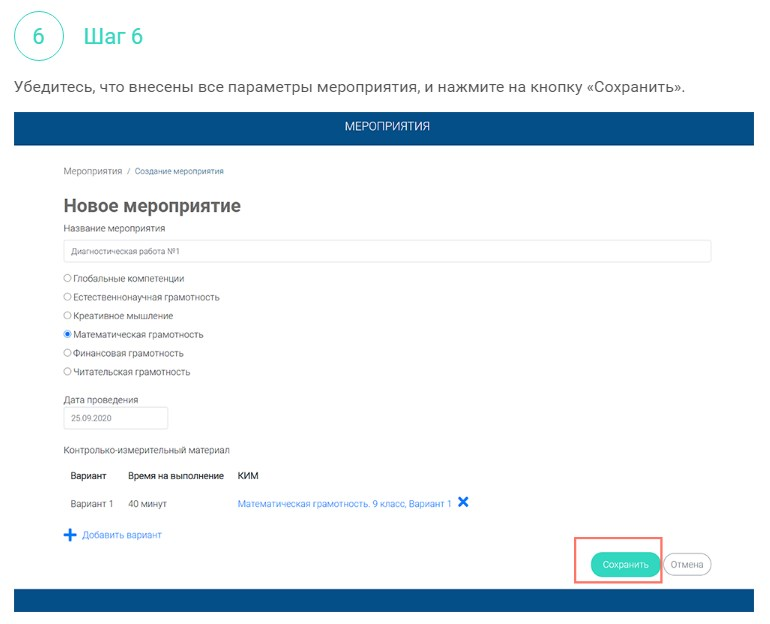 6 Шаг 6
Убедитесь, что внесены все параметры мероприятия, и нажмите на кнопку «Сохранить».
МЕРОПРИЯТИЯ
Мероприятия / Создание мероприятия
Новое мероприятие
Название мероприятия
Диагностическая работа №1
Глобальные компетенции
Естественнонаучная грамотность
Креативное мышление
Математическая грамотность
Финансовая грамотность
Читательская грамотность
Дата проведения
25.09.2020
Контролько-измерительный материал
Вариант Время на выполнение КИМ
Вариант 1 40 минут Математическая грамотность. 9 класс, Вариант 1
Добавить вариант
Сохранить Отмена